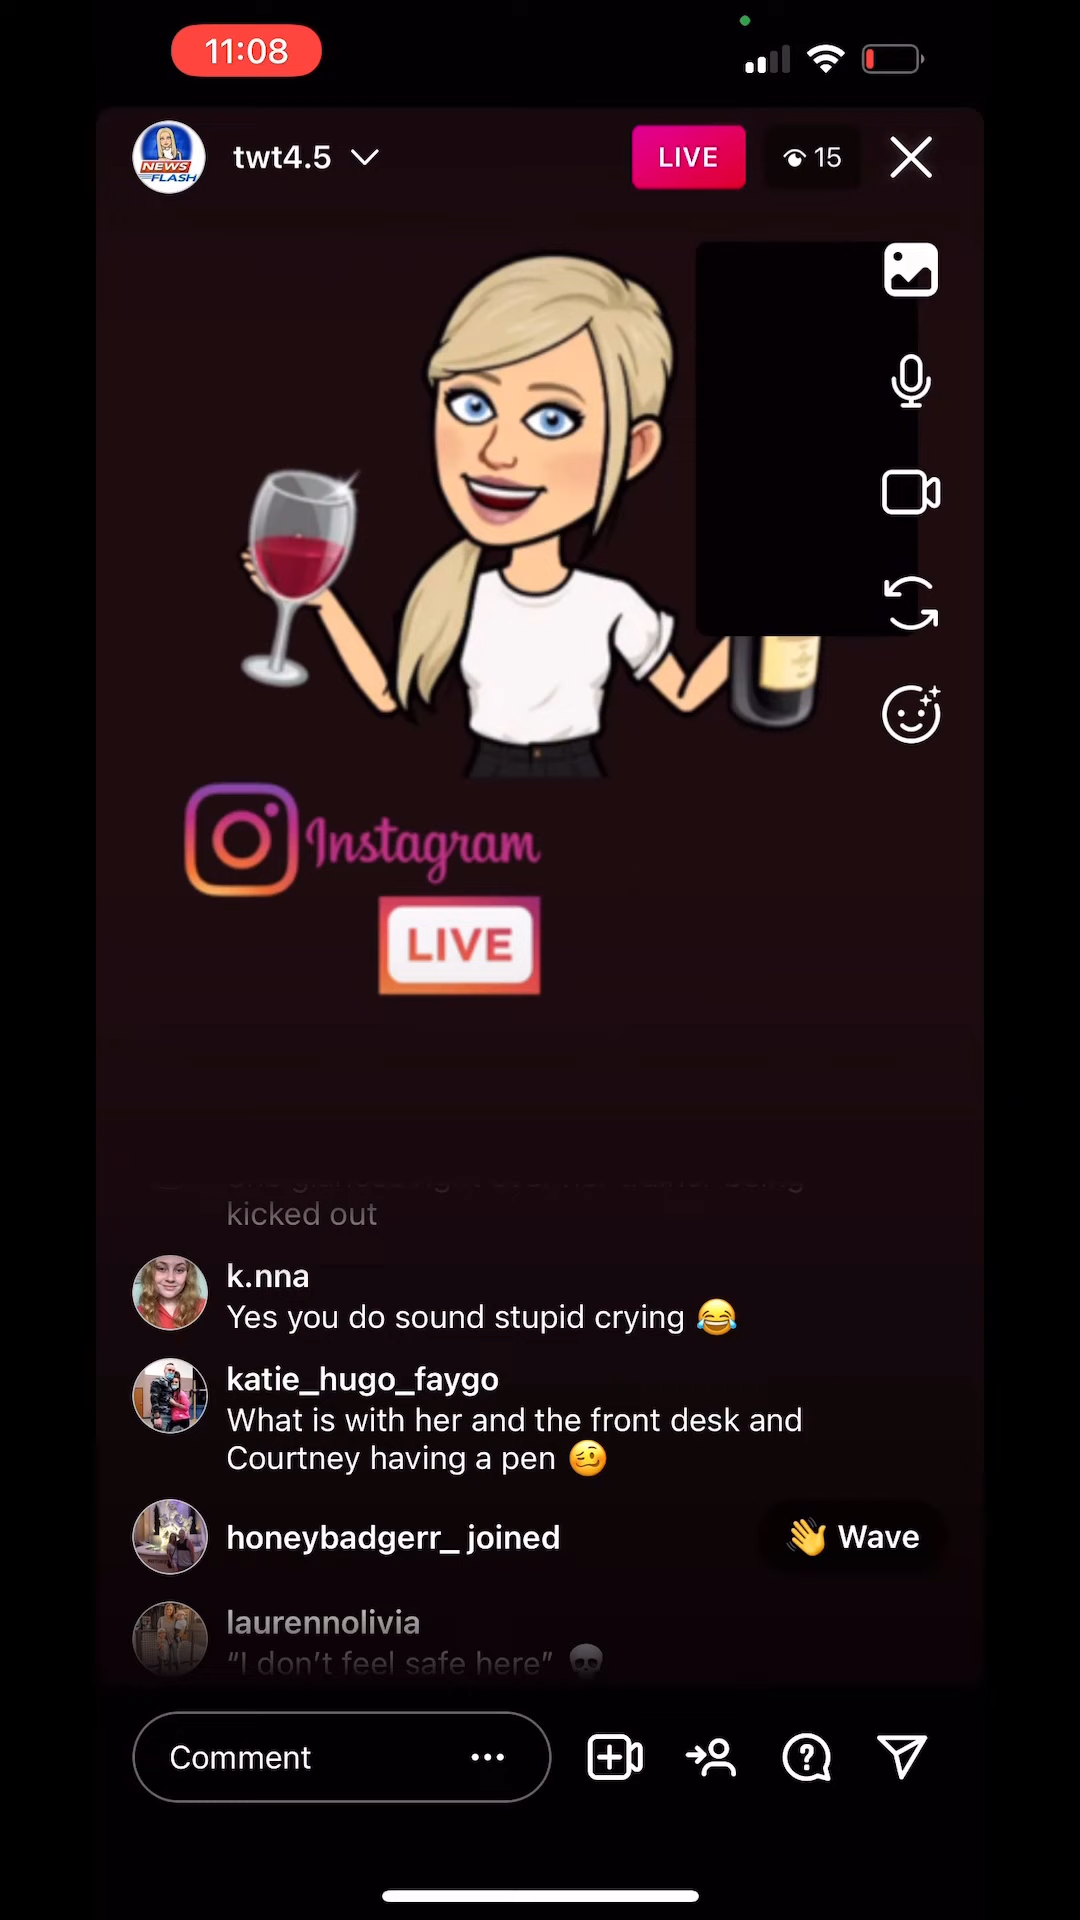 11:08
NEWS
FLASH
twt4.5
LIVE
15
Instagram
LIVE
kicked out
k.nna
Yes you do sound stupid crying 😂
katie_hugo_faygo
What is with her and the front desk and
Courtney having a pen 🥴
honeybadgerr_ joined
👋 Wave
laurennolivia
“I don’t feel safe here” 💀
Comment